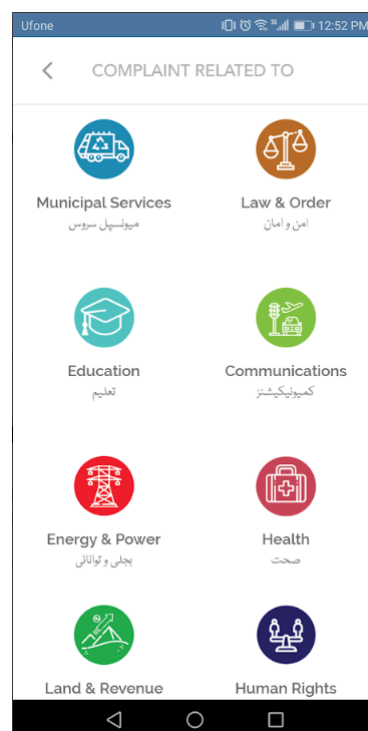 Ufone 12:52 PM
COMPLAINT RELATED TO
Municipal Services
میونسپل سروس
Law & Order
امن و امان
Education
تعلیم
Communications
کمیونیکیشنز
Energy & Power
بجلی و توانائی
Health
صحت
Land & Revenue
Human Rights